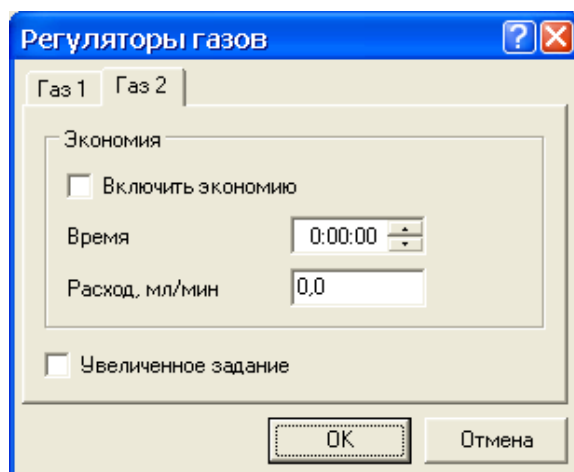 Регуляторы газов
Газ 1 Газ 2
Экономия
Включить экономию
Время 0:00:00
Расход, мл/мин 0,0
Увеличенное задание
OK Отмена